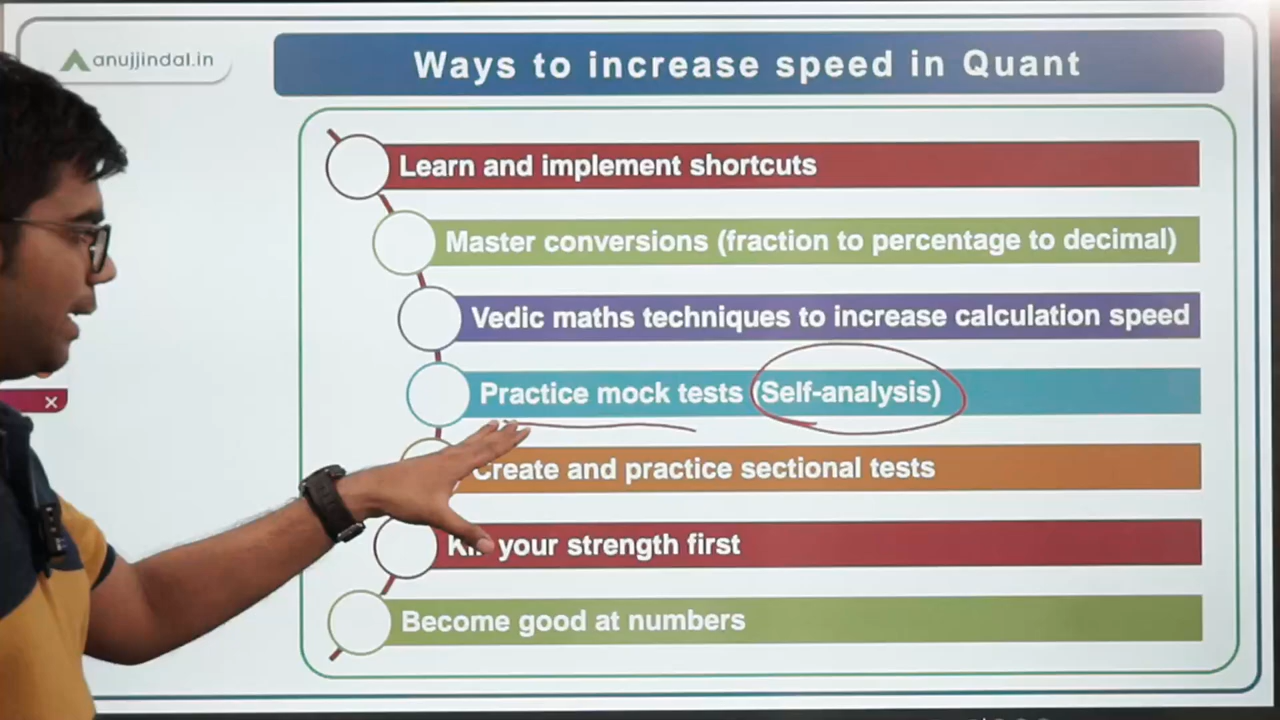 anujjindal.in
Ways to increase speed in Quant
Learn and implement shortcuts
Master conversions (fraction to percentage to decimal)
Vedic maths techniques to increase calculation speed
Practice mock tests (Self-analysis)
Create and practice sectional tests
your strength first
Become good at numbers